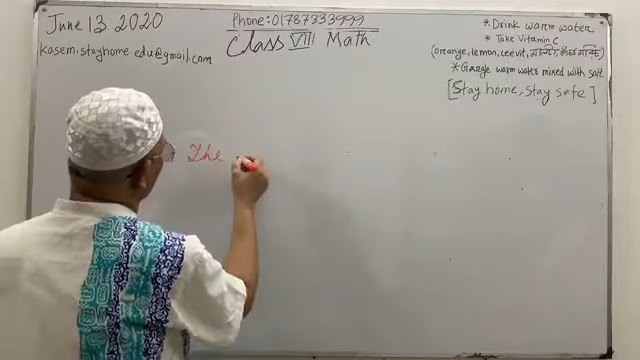 June 13 2020
kasem.stayhome.edu@gmail.com
Phone:01787333999
Class VIII Math
* Drink warm water
* Take Vitamin C
(orange, lemon, ceevit,
* Gargle warm water mixed with salt
[Stay home, Stay safe]
The